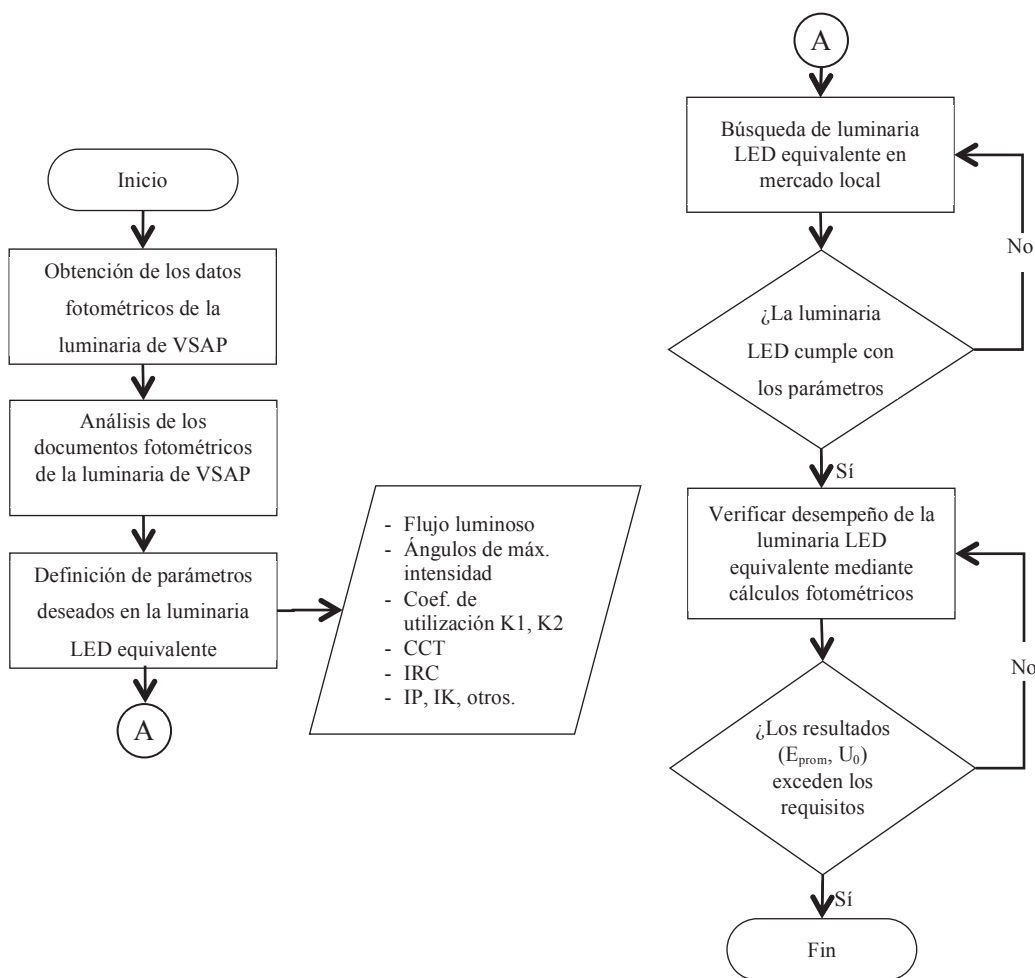 Inicio
Obtención de los datos
fotométricos de la
luminaria de VSAP
Análisis de los
documentos fotométricos
de la luminaria de VSAP
Definición de parámetros
deseados en la luminaria
LED equivalente
A
- Flujo luminoso
- Ángulos de máx.
intensidad
- Coef. de
utilización K1, K2
- CCT
- IRC
- IP, IK, otros.
A
Búsqueda de luminaria
LED equivalente en
mercado local
No
¿La luminaria
LED cumple con
los parámetros
Sí
Verificar desempeño de la
luminaria LED
equivalente mediante
cálculos fotométricos
No
¿Los resultados
(Eprom, U0)
exceden los
requisitos
Sí
Fin